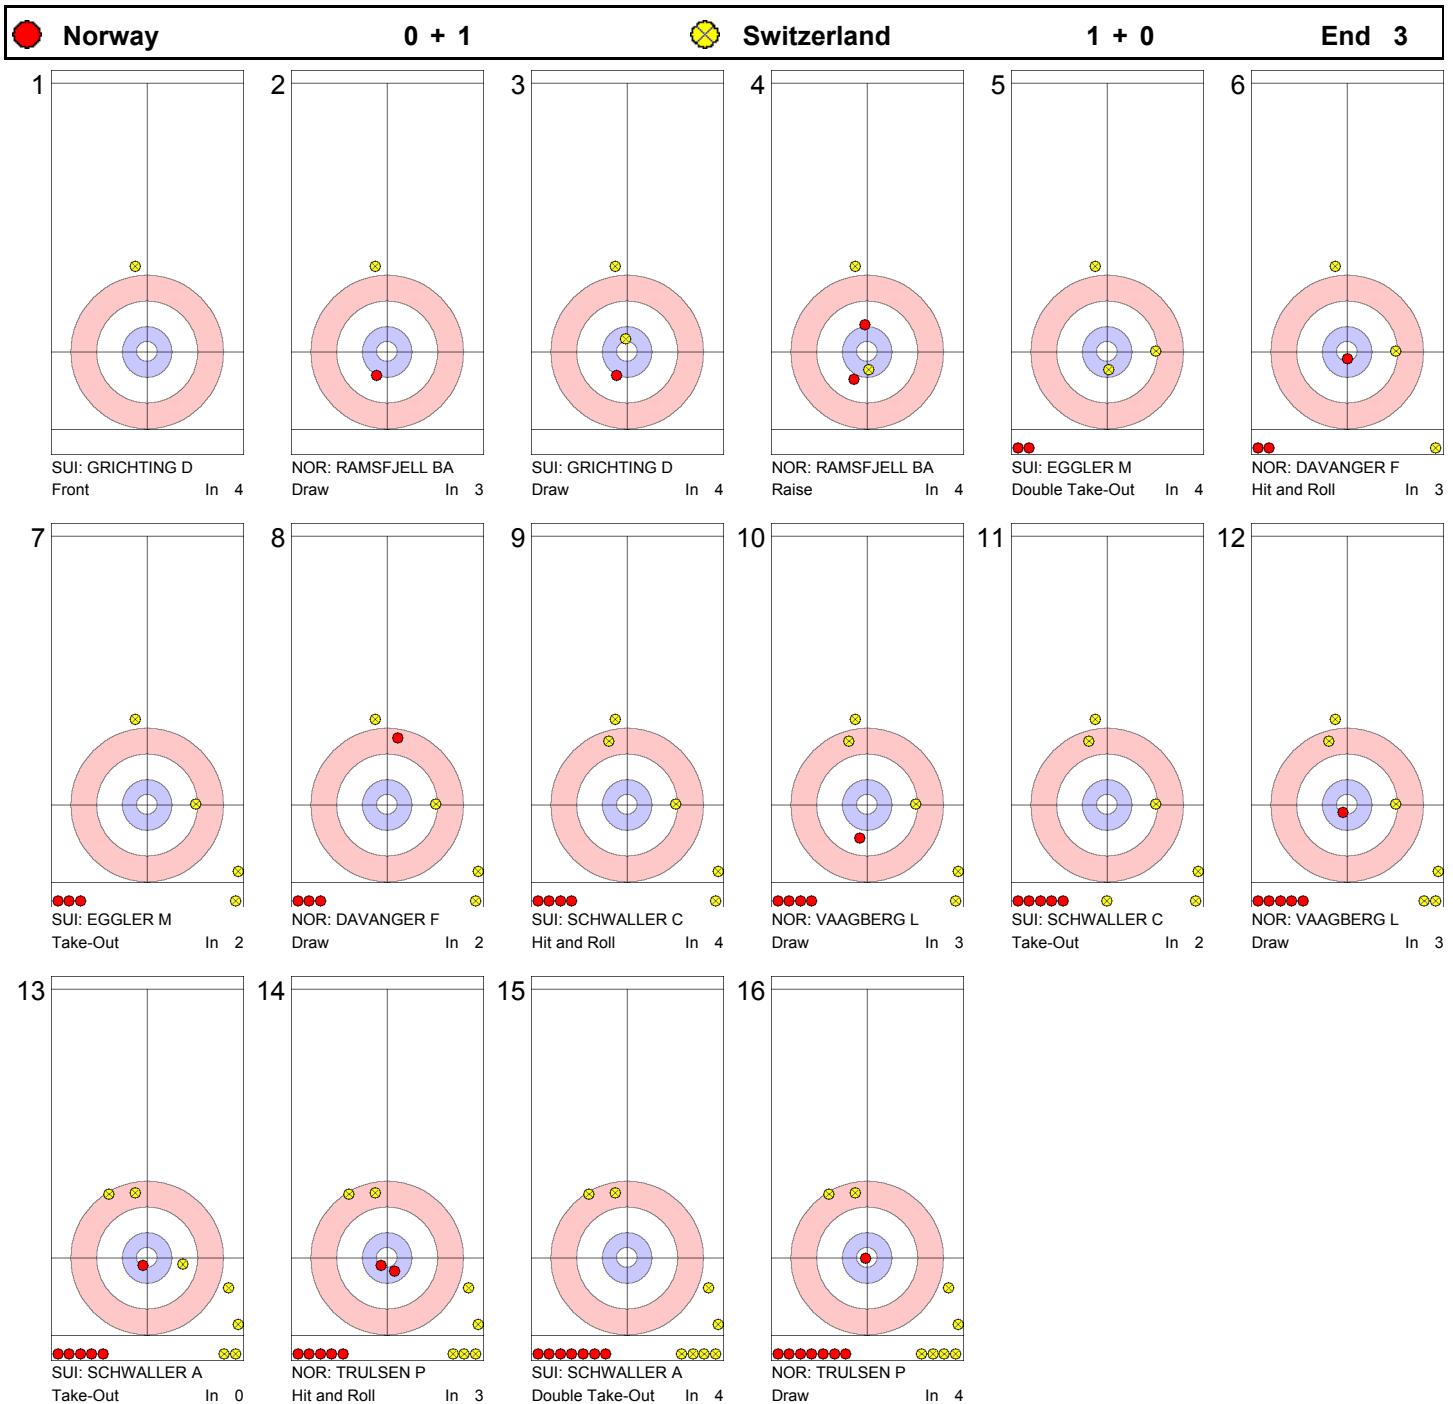 Norway 0 + 1 Switzerland 1 + 0 End 3
1 2 3 4 5 6
SUI: GRICHTING D NOR: RAMSFJELL BA SUI: GRICHTING D NOR: RAMSFJELL BA SUI: EGGLER M NOR: DAVANGER F
Front In 4 Draw In 3 Draw In 4 Raise In 4 Double Take-Out In 4 Hit and Roll In 3
7 8 9 10 11 12
SUI: EGGLER M NOR: DAVANGER F SUI: SCHWALLER C NOR: VAAGBERG L SUI: SCHWALLER C NOR: VAAGBERG L
Take-Out In 2 Draw In 2 Hit and Roll In 4 Draw In 3 Take-Out In 2 Draw In 3
13 14 15 16
SUI: SCHWALLER A NOR: TRULSEN P SUI: SCHWALLER A NOR: TRULSEN P
Take-Out In 0 Hit and Roll In 3 Double Take-Out In 4 Draw In 4